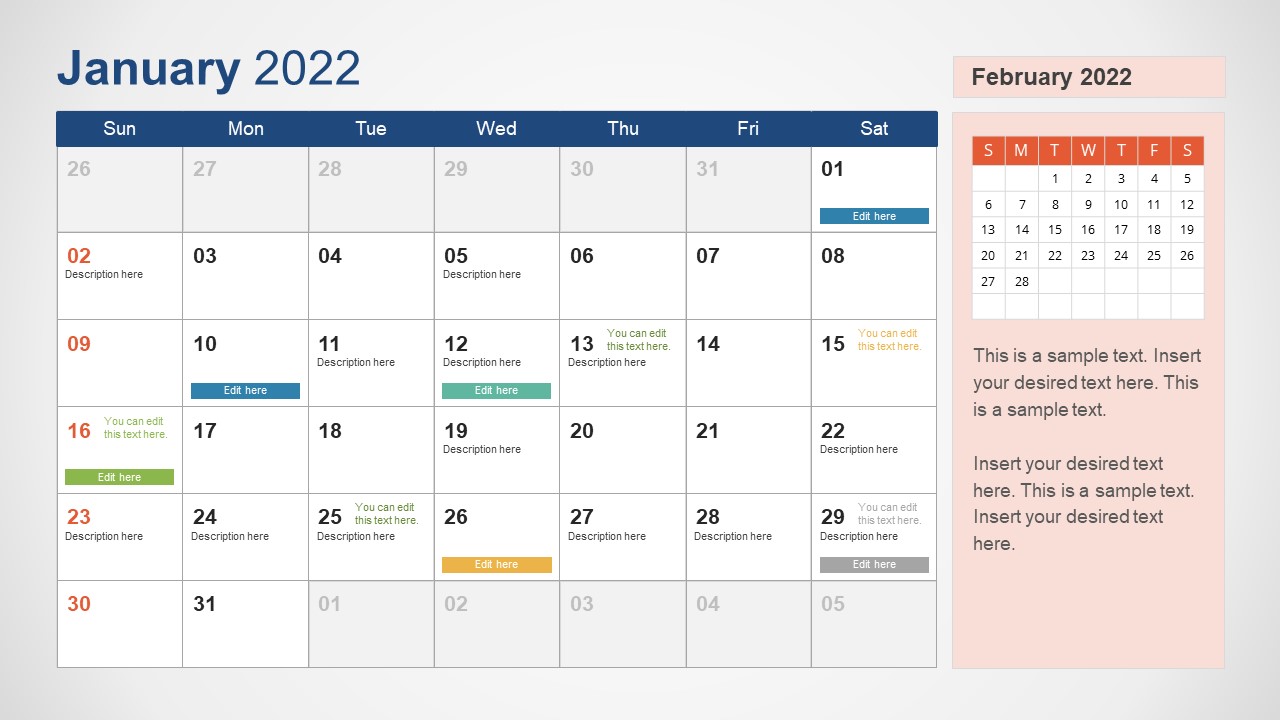 January 2022
Sun Mon Tue Wed Thu Fri Sat
26 27 28 29 30 31 01
Edit here
02 03 04 05 06 07 08
Description here Description here
You can edit You can edit
this text here. this text here.
09 10 11 12 13 14 15
Description here Description here Description here
Edit here Edit here
You can edit
this text here.
16 17 18 19 20 21 22
Description here Description here
Edit here
You can edit You can edit
this text here. this text here.
23 24 25 26 27 28 29
Description here Description here Description here Description here Description here Description here
Edit here Edit here
30 31 01 02 03 04 05
February 2022
S M T W T F S
1 2 3 4 5
6 7 8 9 10 11 12
13 14 15 16 17 18 19
20 21 22 23 24 25 26
27 28
This is a sample text. Insert
your desired text here. This
is a sample text.
Insert your desired text
here. This is a sample text.
Insert your desired text
here.